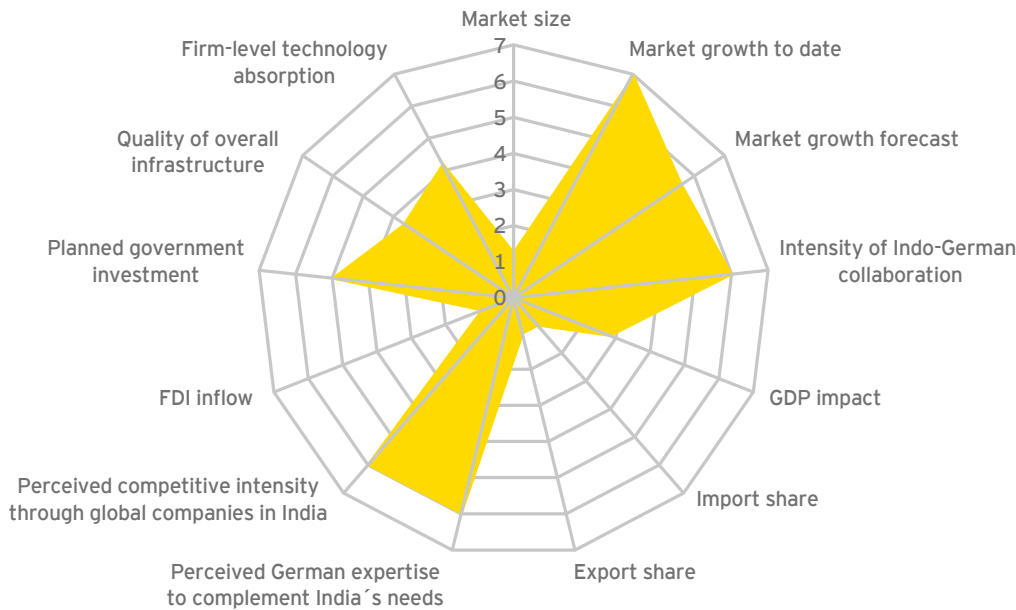 Market size
Firm-level technology
absorption
Market growth to date
Quality of overall
infrastructure
Market growth forecast
Planned government
investment
Intensity of Indo-German
collaboration
7
6
5
4
3
2
1
0
FDI inflow
GDP impact
Perceived competitive intensity
through global companies in India
Import share
Perceived German expertise
to complement India´s needs
Export share